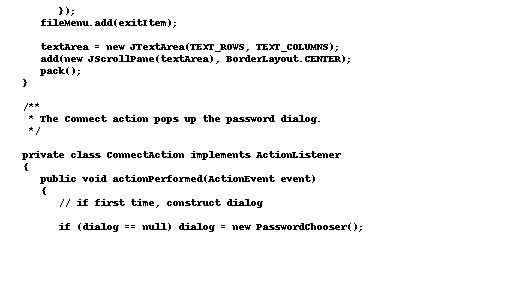 });
fileMenu.add(exitItem);
textArea = new JTextArea(TEXT_ROWS, TEXT_COLUMNS);
add(new JScrollPane(textArea), BorderLayout.CENTER);
pack();
}
/**
* The Connect action pops up the password dialog.
*/
private class ConnectAction implements ActionListener
{
public void actionPerformed(ActionEvent event)
{
// if first time, construct dialog
if (dialog == null) dialog = new PasswordChooser();